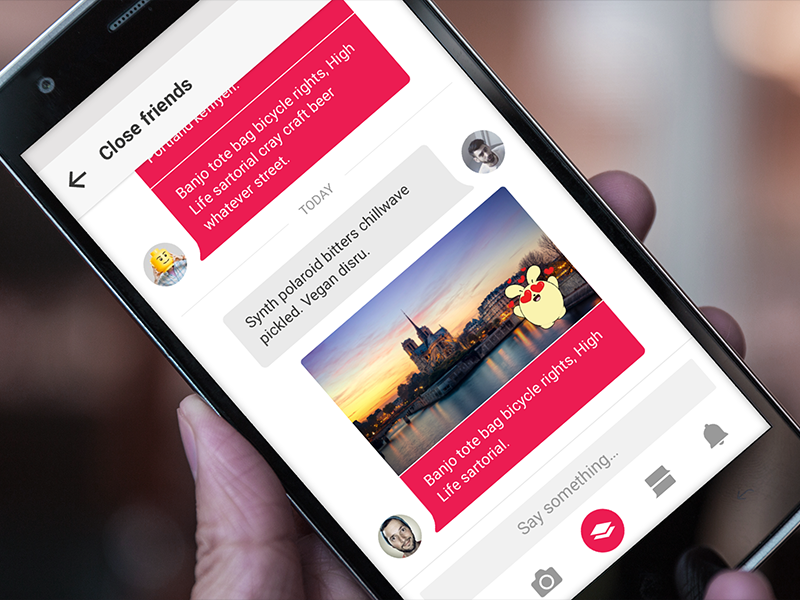 Close friends
Portland keffiyeh.
Banjo tote bag bicycle rights, High
Life sartorial cray craft beer
whatever street.
TODAY
Synth polaroid bitters chillwave
pickled. Vegan disru.
Banjo tote bag bicycle rights, High
Life sartorial.
Say something...